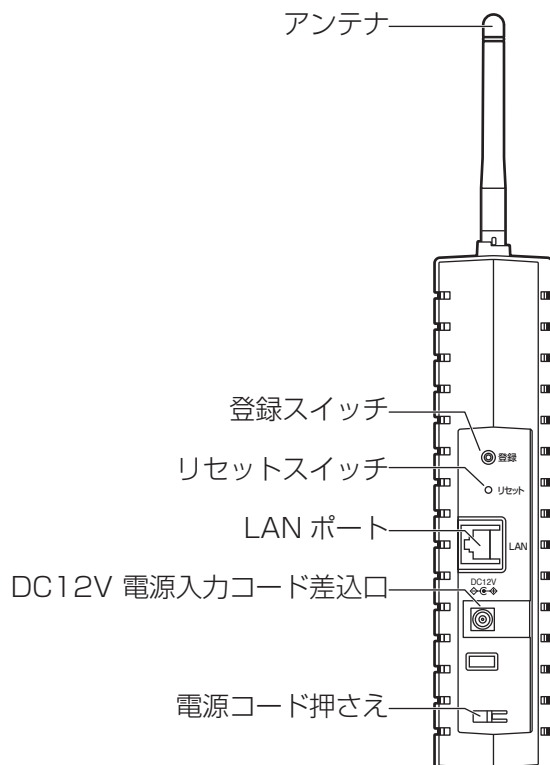 アンテナ
登録スイッチ
登録
リセットスイッチ
リセット
LAN ポート
LAN
DC12V
DC12V 電源入力コード差込口
電源コード押さえ